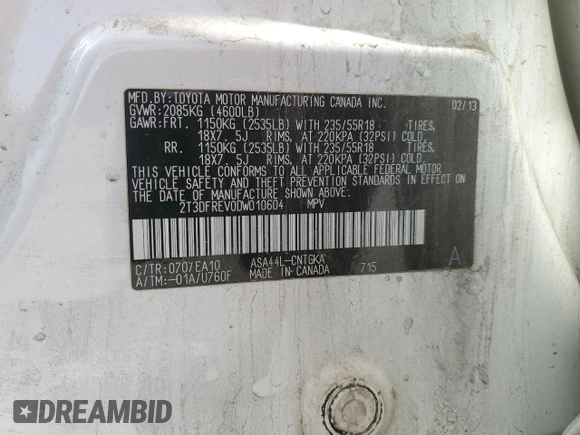 MFD. BY: TOYOTA MOTOR MANUFACTURING CANADA INC. 02/13
GVWR: 2085KG (4600LB)
GAWR: FRT. 1150KG (2535LB) WITH 235/55R18 TIRES,
18X7. 5J RIMS, AT 220KPA (32PSI) COLD.
RR. 1150KG (2535LB) WITH 235/55R18 TIRES,
18X7. 5J RIMS, AT 220KPA (32PSI) COLD.
THIS VEHICLE CONFORMS TO ALL APPLICABLE FEDERAL MOTOR
VEHICLE SAFETY STANDARDS IN EFFECT ON THE DATE OF
MANUFACTURE SHOWN ABOVE.
2T3DFREV0DW010604 MPV
C/TR: 070/EA10 ASA44L-CNTGKA A
A/TM: -01A/U760F MADE IN CANADA 715
DREAMBID